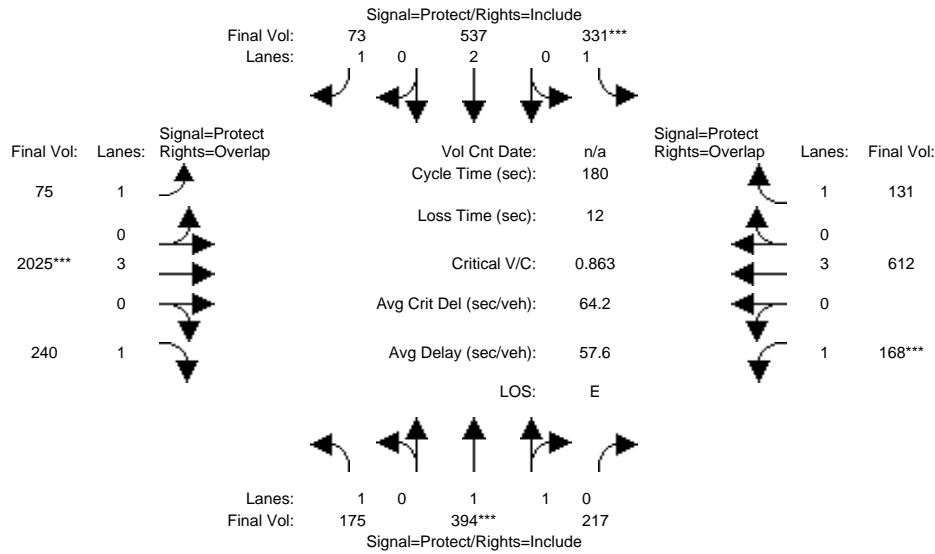 Signal=Protect/Rights=Include
Final Vol: 73 537 331***
Lanes: 1 0 2 0 1
Signal=Protect
Final Vol: Lanes: Rights=Overlap
Vol Cnt Date: n/a
Signal=Protect
Rights=Overlap Lanes: Final Vol:
Cycle Time (sec): 180
75 1
1 131
Loss Time (sec): 12
0
0
2025*** 3
Critical V/C: 0.863
3 612
0
Avg Crit Del (sec/veh): 64.2
0
240 1
Avg Delay (sec/veh): 57.6
1 168***
LOS: E
Lanes: 1 0 1 1 0
Final Vol: 175 394*** 217
Signal=Protect/Rights=Include